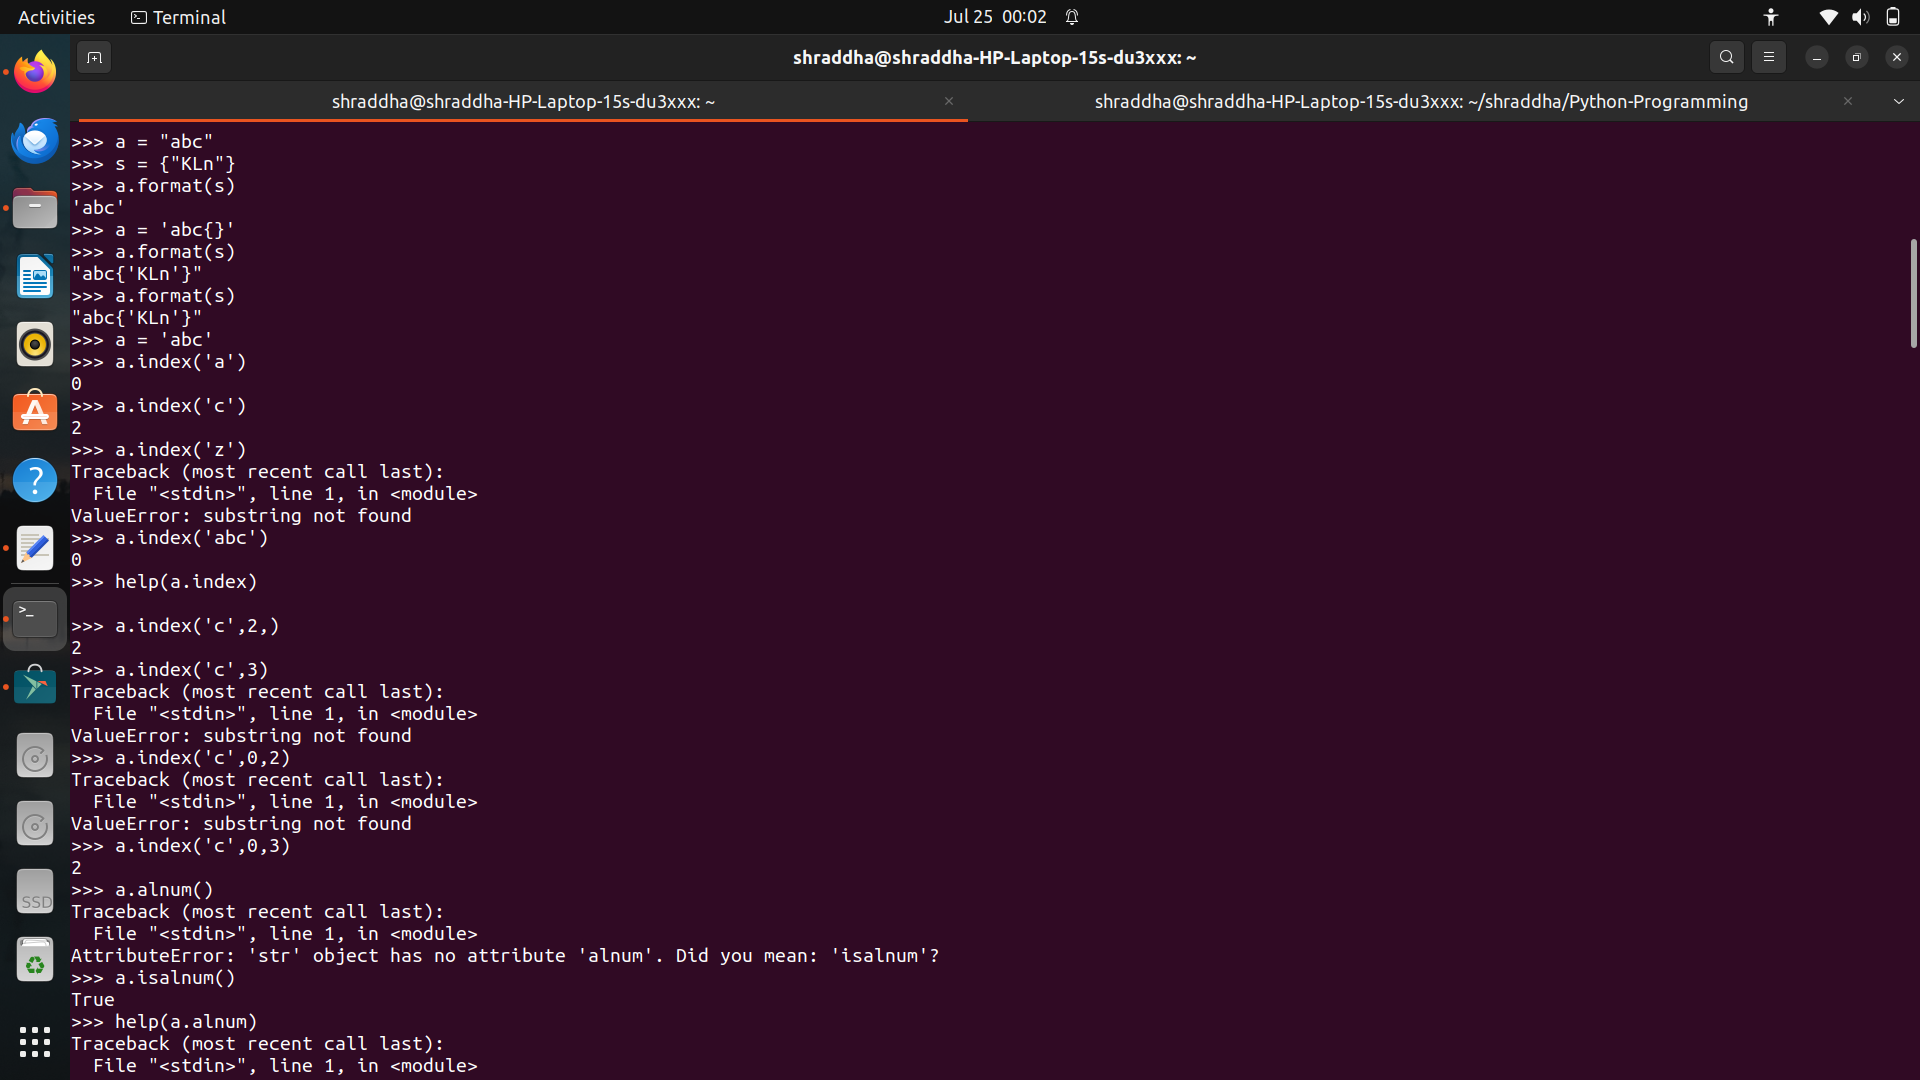 Activities
Terminal
Jul 25 00:02
shraddha@shraddha-HP-Laptop-15s-du3xxx: ~
shraddha@shraddha-HP-Laptop-15s-du3xxx: ~
shraddha@shraddha-HP-Laptop-15s-du3xxx: ~/shraddha/Python-Programming
>>> a = "abc"
>>> s = {"KLn"}
>>> a.format(s)
'abc'
>>> a = 'abc{}'
>>> a.format(s)
"abc{'KLn'}"
>>> a.format(s)
"abc{'KLn'}"
>>> a = 'abc'
>>> a.index('a')
0
>>> a.index('c')
2
>>> a.index('z')
Traceback (most recent call last):
  File "<stdin>", line 1, in <module>
ValueError: substring not found
>>> a.index('abc')
0
>>> help(a.index)

>>> a.index('c',2,)
2
>>> a.index('c',3)
Traceback (most recent call last):
  File "<stdin>", line 1, in <module>
ValueError: substring not found
>>> a.index('c',0,2)
Traceback (most recent call last):
  File "<stdin>", line 1, in <module>
ValueError: substring not found
>>> a.index('c',0,3)
2
>>> a.alnum()
Traceback (most recent call last):
  File "<stdin>", line 1, in <module>
AttributeError: 'str' object has no attribute 'alnum'. Did you mean: 'isalnum'?
>>> a.isalnum()
True
>>> help(a.alnum)
Traceback (most recent call last):
  File "<stdin>", line 1, in <module>
SSD